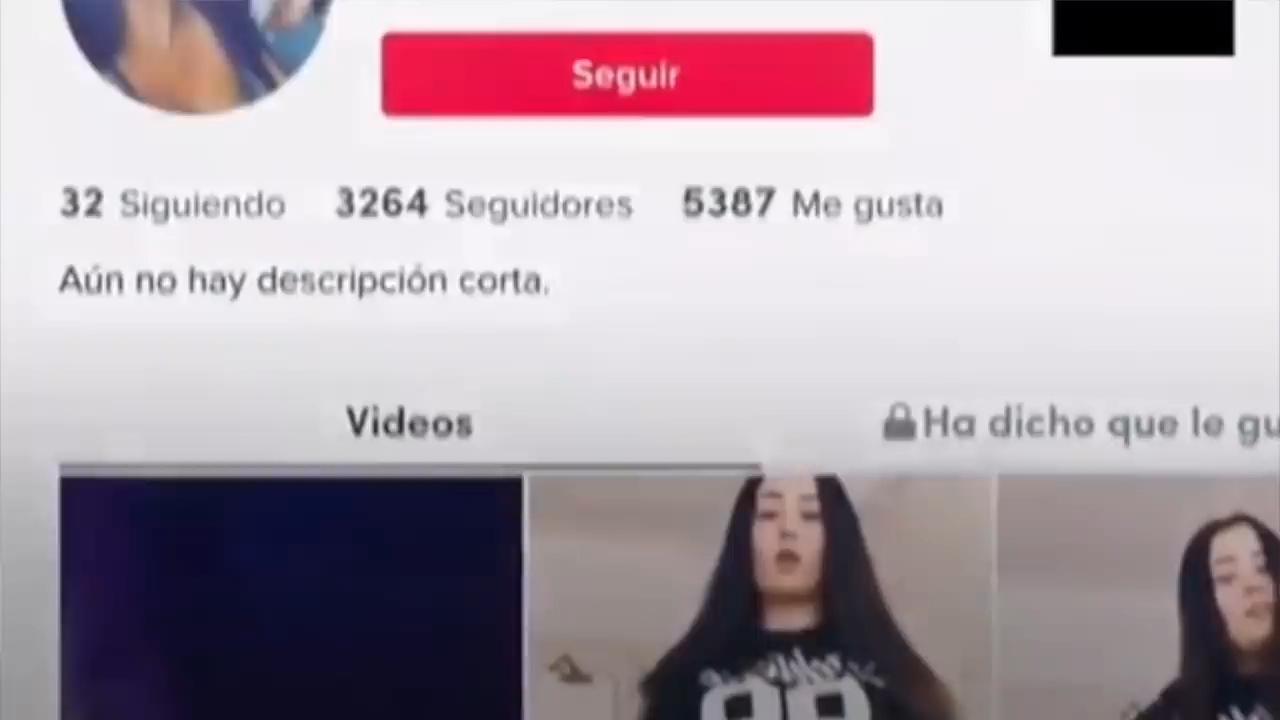 Seguir
32 Siguiendo 3264 Seguidores 5387 Me gusta
Aún no hay descripción corta.
Videos
Ha dicho que le gu